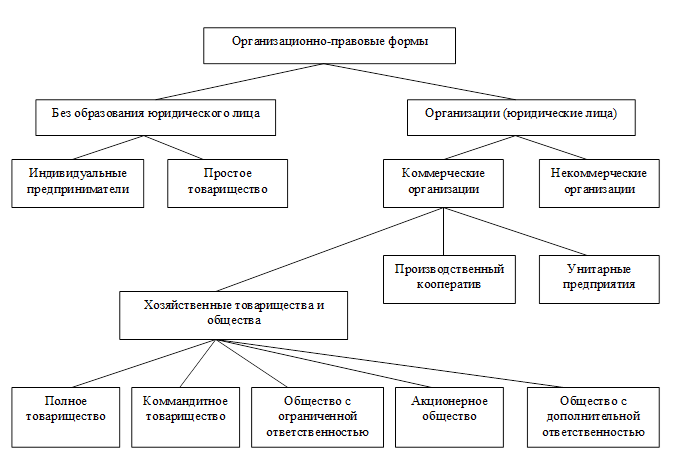 Организационно-правовые формы
Без образования юридического лица
Организации (юридические лица)
Индивидуальные
предприниматели
Простое
товарищество
Коммерческие
организации
Некоммерческие
организации
Производственный
кооператив
Унитарные
предприятия
Хозяйственные товарищества и
общества
Полное
товарищество
Коммандитное
товарищество
Общество с
ограниченной
ответственностью
Акционерное
общество
Общество с
дополнительной
ответственностью